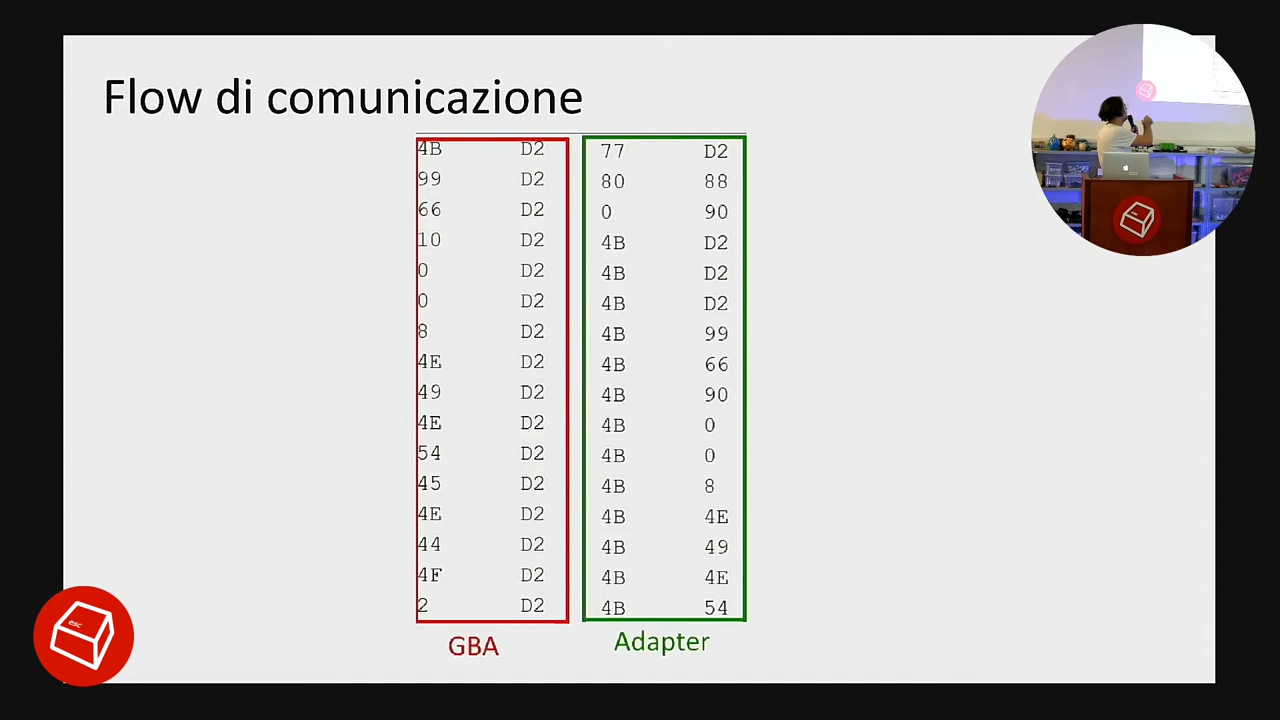 Flow di comunicazione
4B D2 77 D2
99 D2 80 88
66 D2 0 90
10 D2 4B D2
0 D2 4B D2
0 D2 4B D2
8 D2 4B 99
4E D2 4B 66
49 D2 4B 90
4E D2 4B 0
54 D2 4B 0
45 D2 4B 8
4E D2 4B 4E
44 D2 4B 49
4F D2 4B 4E
2 D2 4B 54
GBA Adapter
esc